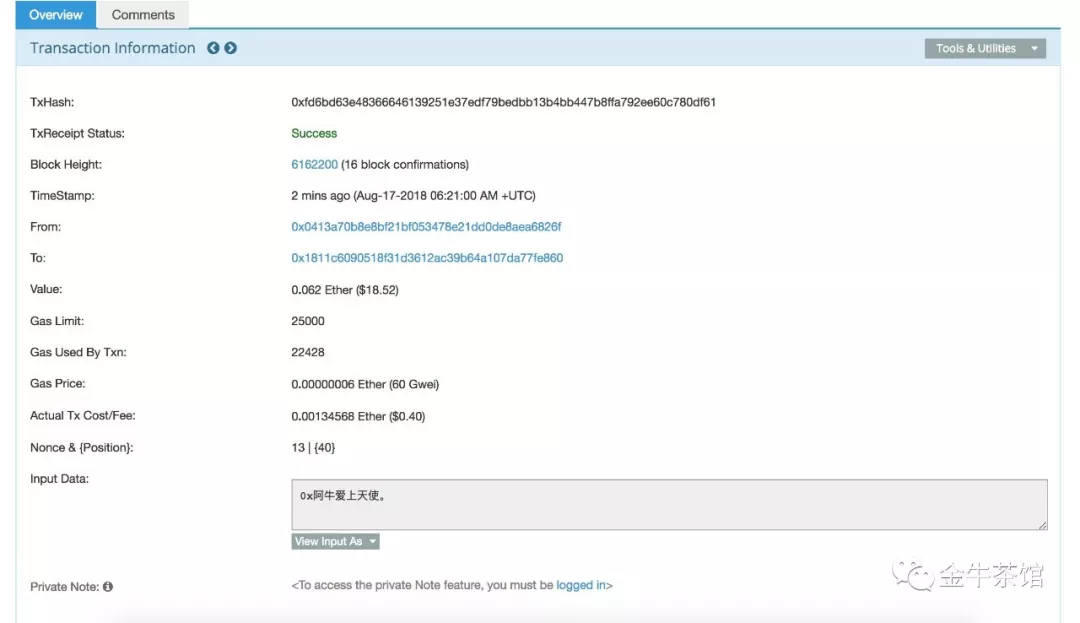 Overview Comments
Transaction Information Tools & Utilities
TxHash: 0xfd6bd63e48366646139251e37edf79bedbb13b4bb447b8ffa792ee60c780df61
TxReceipt Status: Success
Block Height: 6162200 (16 block confirmations)
TimeStamp: 2 mins ago (Aug-17-2018 06:21:00 AM +UTC)
From: 0x0413a70b8e8bf21bf053478e21dd0de8aea6826f
To: 0x1811c6090518f31d3612ac39b64a107da77fe860
Value: 0.062 Ether ($18.52)
Gas Limit: 25000
Gas Used By Txn: 22428
Gas Price: 0.00000006 Ether (60 Gwei)
Actual Tx Cost/Fee: 0.00134568 Ether ($0.40)
Nonce & {Position}: 13 | {40}
Input Data:
0x阿牛爱上天使。
View Input As
Private Note: <To access the private Note feature, you must be logged in>
金牛茶馆